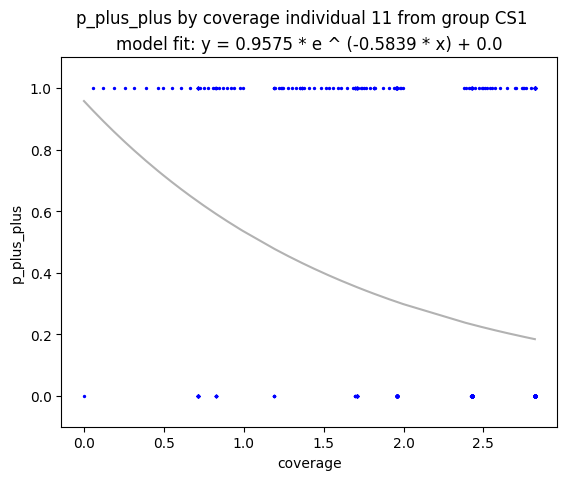 p_plus_plus by coverage individual 11 from group CS1
model fit: y = 0.9575 * e ^ (-0.5839 * x) + 0.0
1.0
0.8
0.6
0.4
0.2
0.0
p_plus_plus
0.0 0.5 1.0 1.5 2.0 2.5
coverage